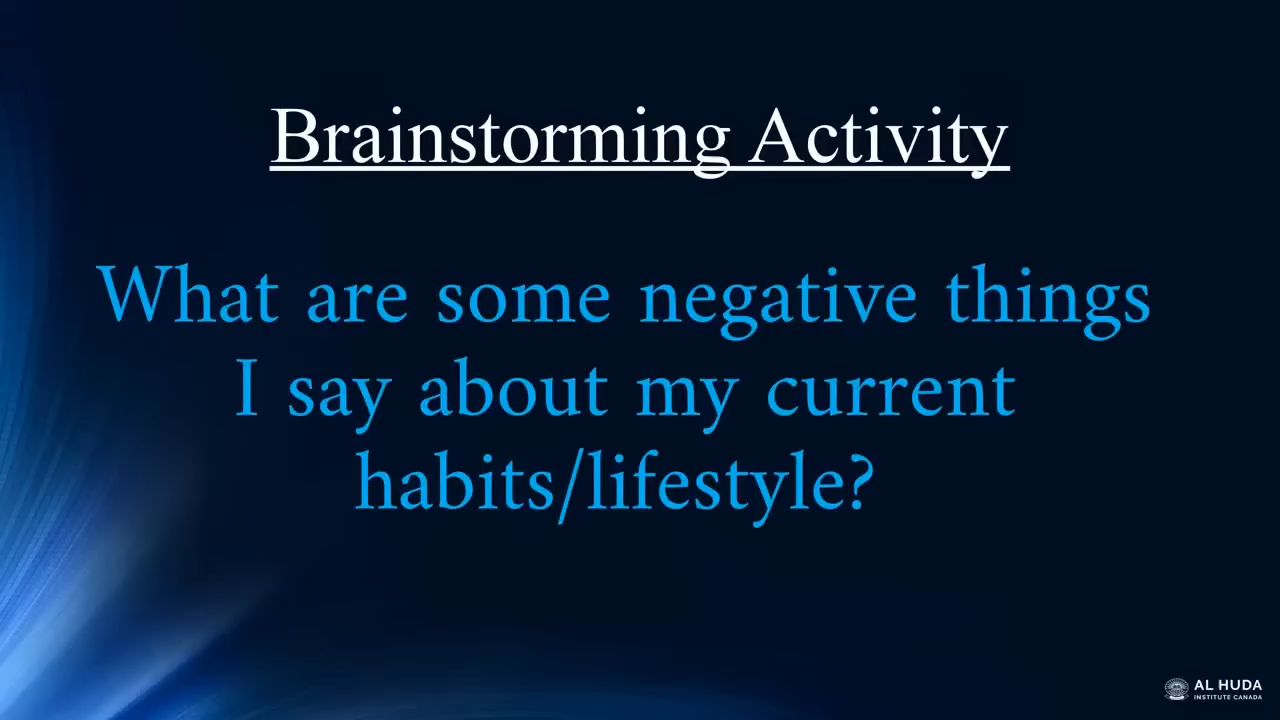 Brainstorming Activity
What are some negative things
I say about my current
habits/lifestyle?
AL HUDA
INSTITUTE CANADA